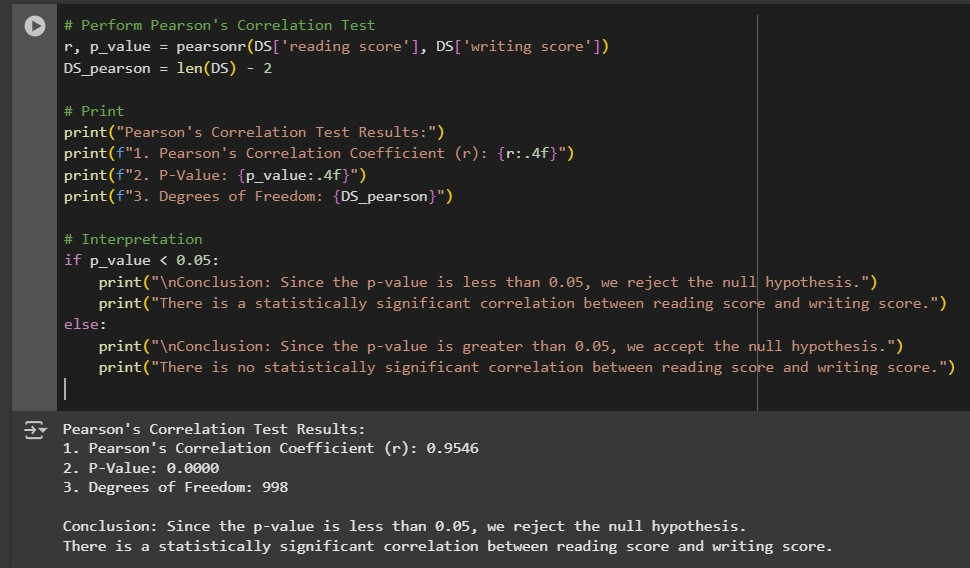 # Perform Pearson's Correlation Test
r, p_value = pearsonr(DS['reading score'], DS['writing score'])
DS_pearson = len(DS) - 2
# Print
print("Pearson's Correlation Test Results:")
print(f"1. Pearson's Correlation Coefficient (r): {r:.4f}")
print(f"2. P-Value: {p_value:.4f}")
print(f"3. Degrees of Freedom: {DS_pearson}")
# Interpretation
if p_value < 0.05:
    print("\nConclusion: Since the p-value is less than 0.05, we reject the null hypothesis.")
    print("There is a statistically significant correlation between reading score and writing score.")
else:
    print("\nConclusion: Since the p-value is greater than 0.05, we accept the null hypothesis.")
    print("There is no statistically significant correlation between reading score and writing score.")
Pearson's Correlation Test Results:
1. Pearson's Correlation Coefficient (r): 0.9546
2. P-Value: 0.0000
3. Degrees of Freedom: 998
Conclusion: Since the p-value is less than 0.05, we reject the null hypothesis.
There is a statistically significant correlation between reading score and writing score.